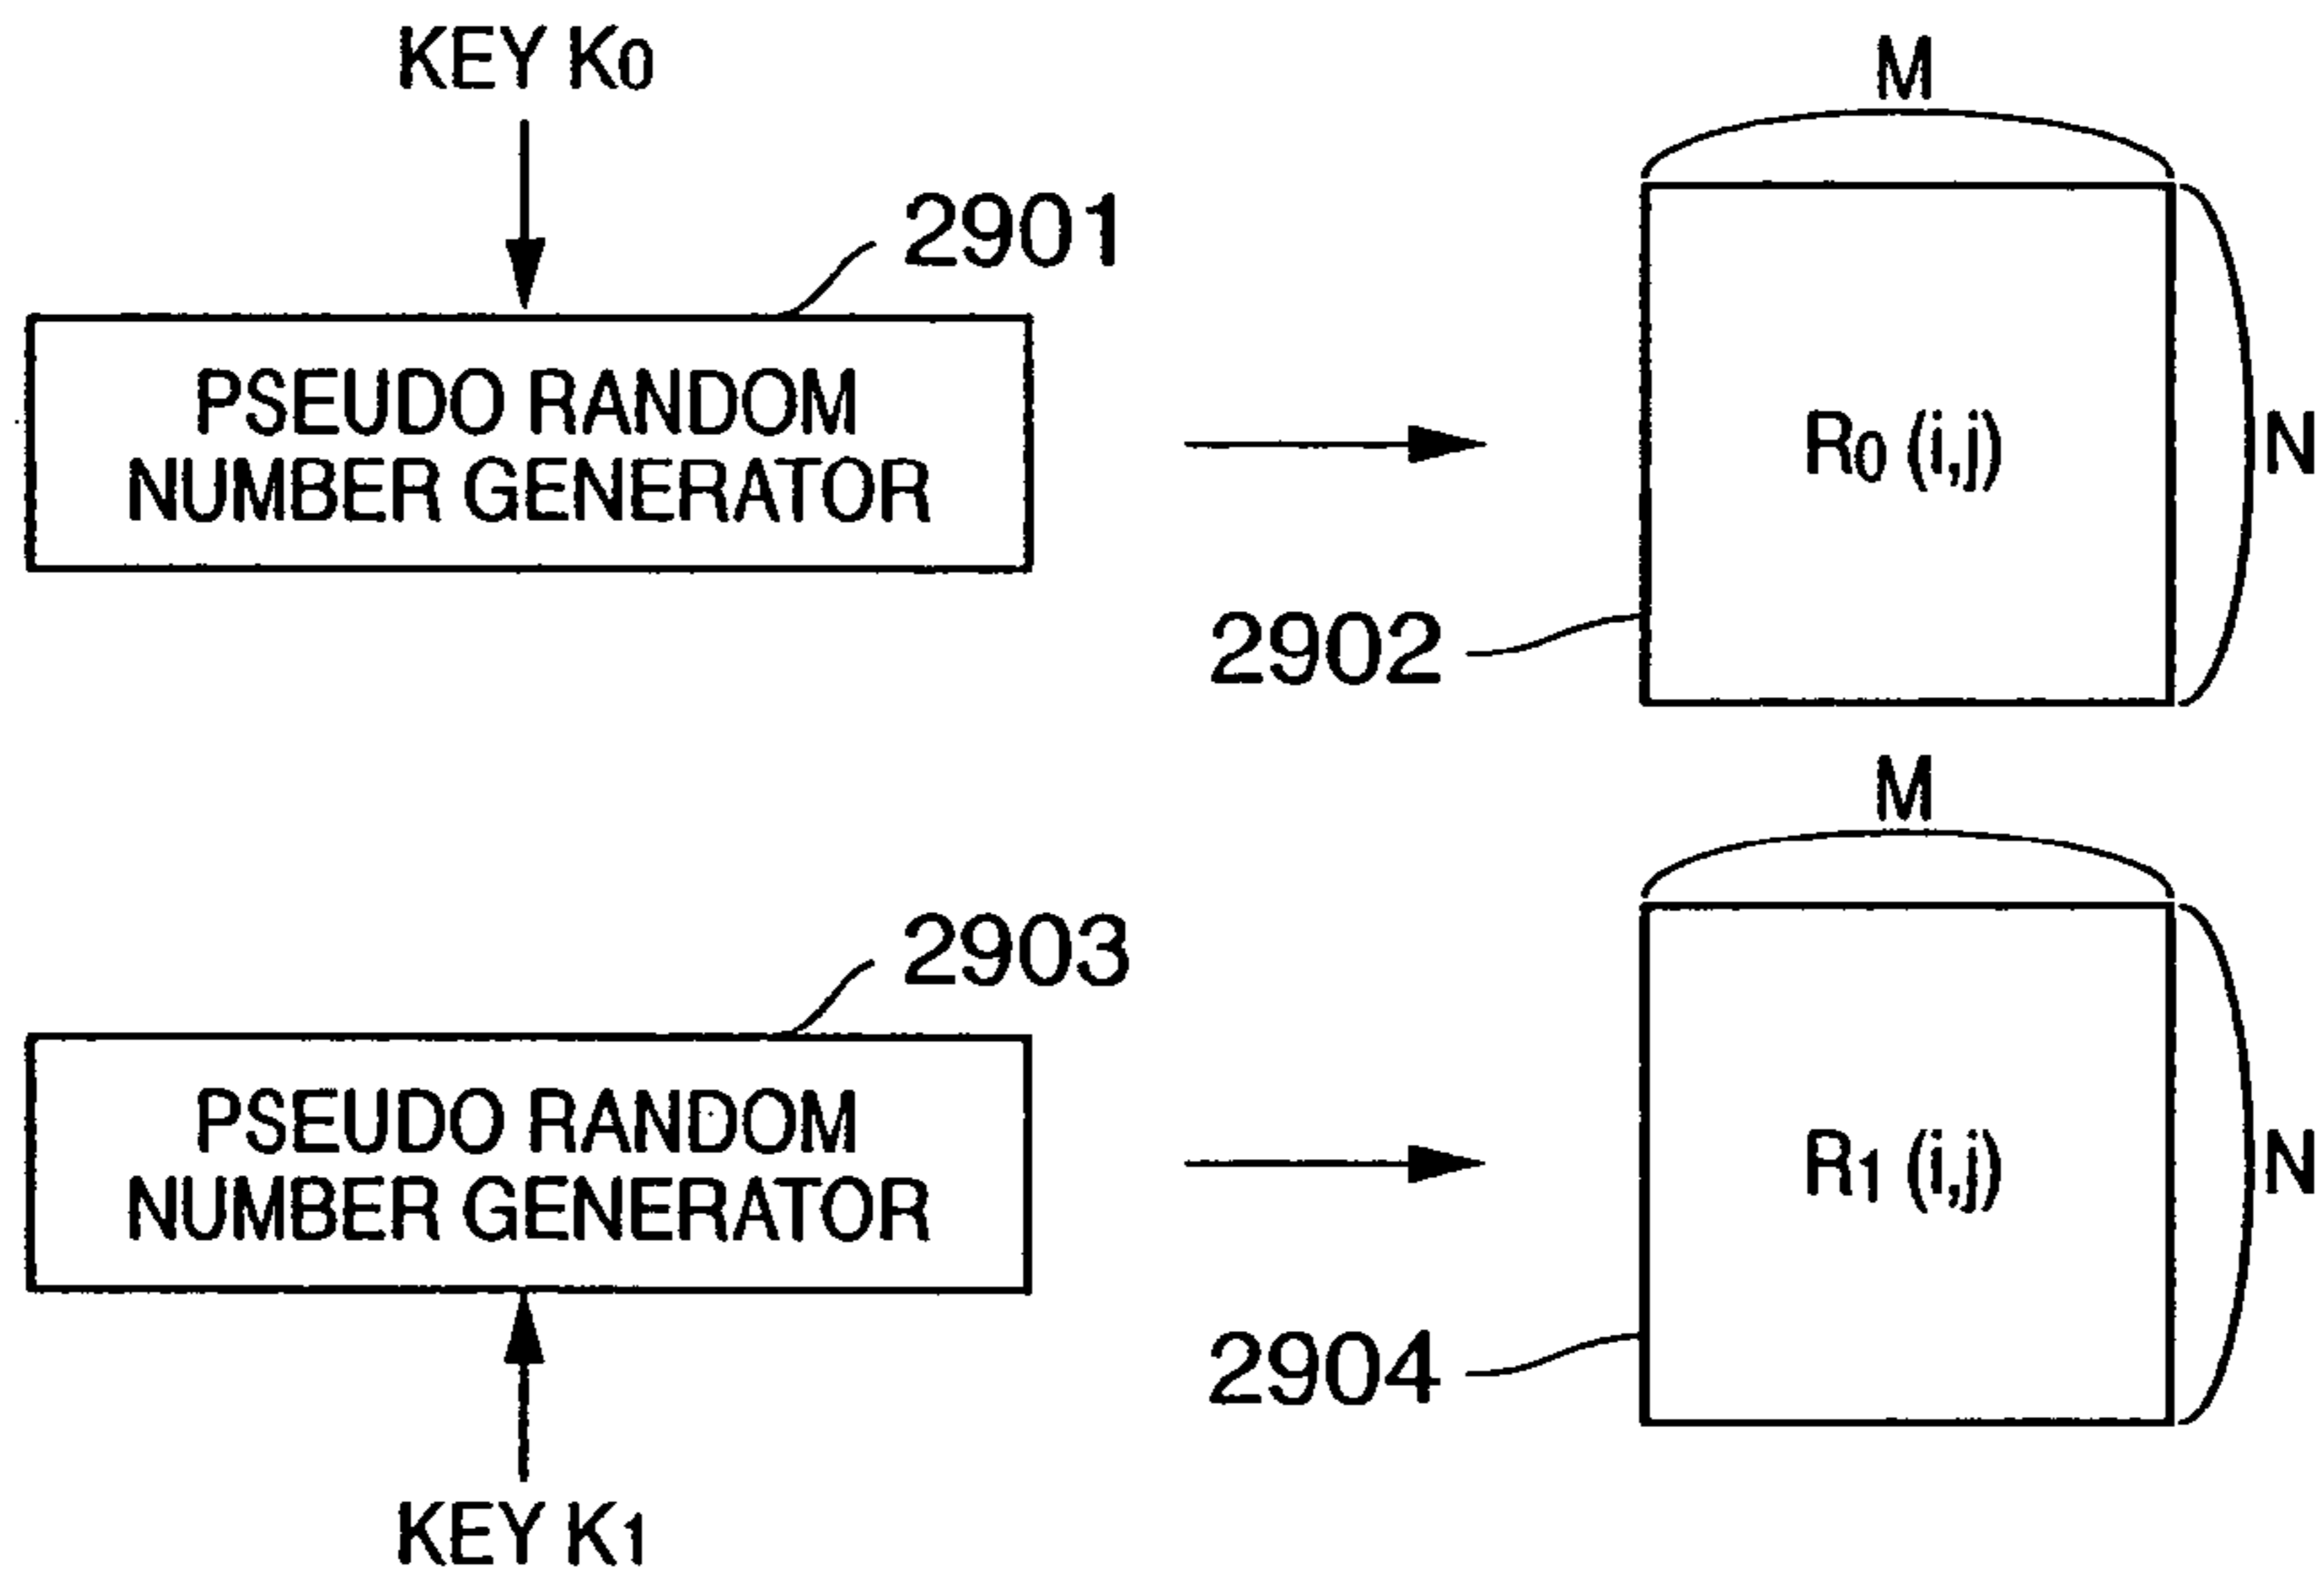 KEY K0
M
2901
PSEUDO RANDOM
NUMBER GENERATOR
R0 (i,j)
N
2902
M
2903
PSEUDO RANDOM
NUMBER GENERATOR
R1 (i,j)
N
2904
KEY K1